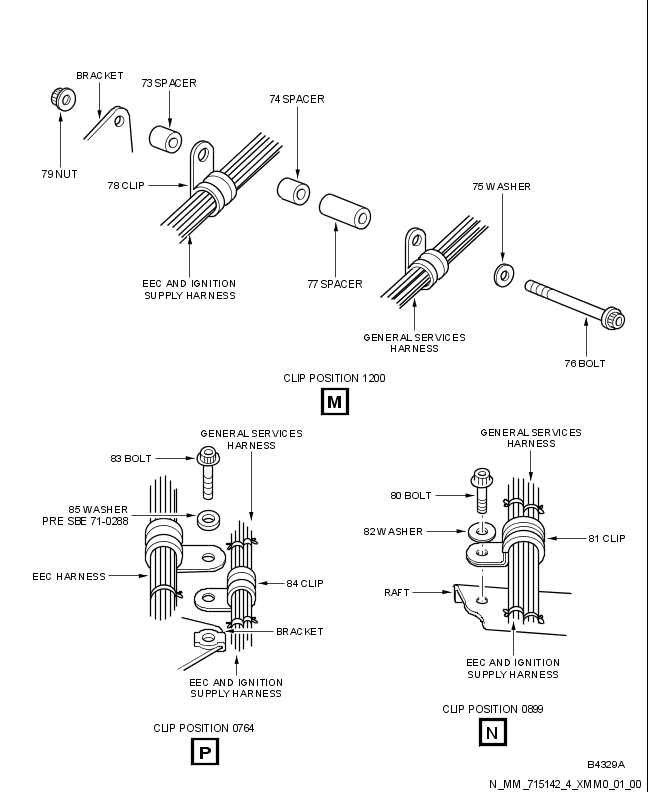 BRACKET
73 SPACER
74 SPACER
79 NUT
78 CLIP
75 WASHER
EEC AND IGNITION
SUPPLY HARNESS
77 SPACER
GENERAL SERVICES
HARNESS
76 BOLT
CLIP POSITION 1200
M
GENERAL SERVICES
HARNESS
83 BOLT
85 WASHER
PRE SBE 71-0288
EEC HARNESS
84 CLIP
BRACKET
EEC AND IGNITION
SUPPLY HARNESS
CLIP POSITION 0764
P
GENERAL SERVICES
HARNESS
80 BOLT
82 WASHER
81 CLIP
RAFT
EEC AND IGNITION
SUPPLY HARNESS
CLIP POSITION 0899
N
B4329A
N_MM_715142_4_XMM0_01_00